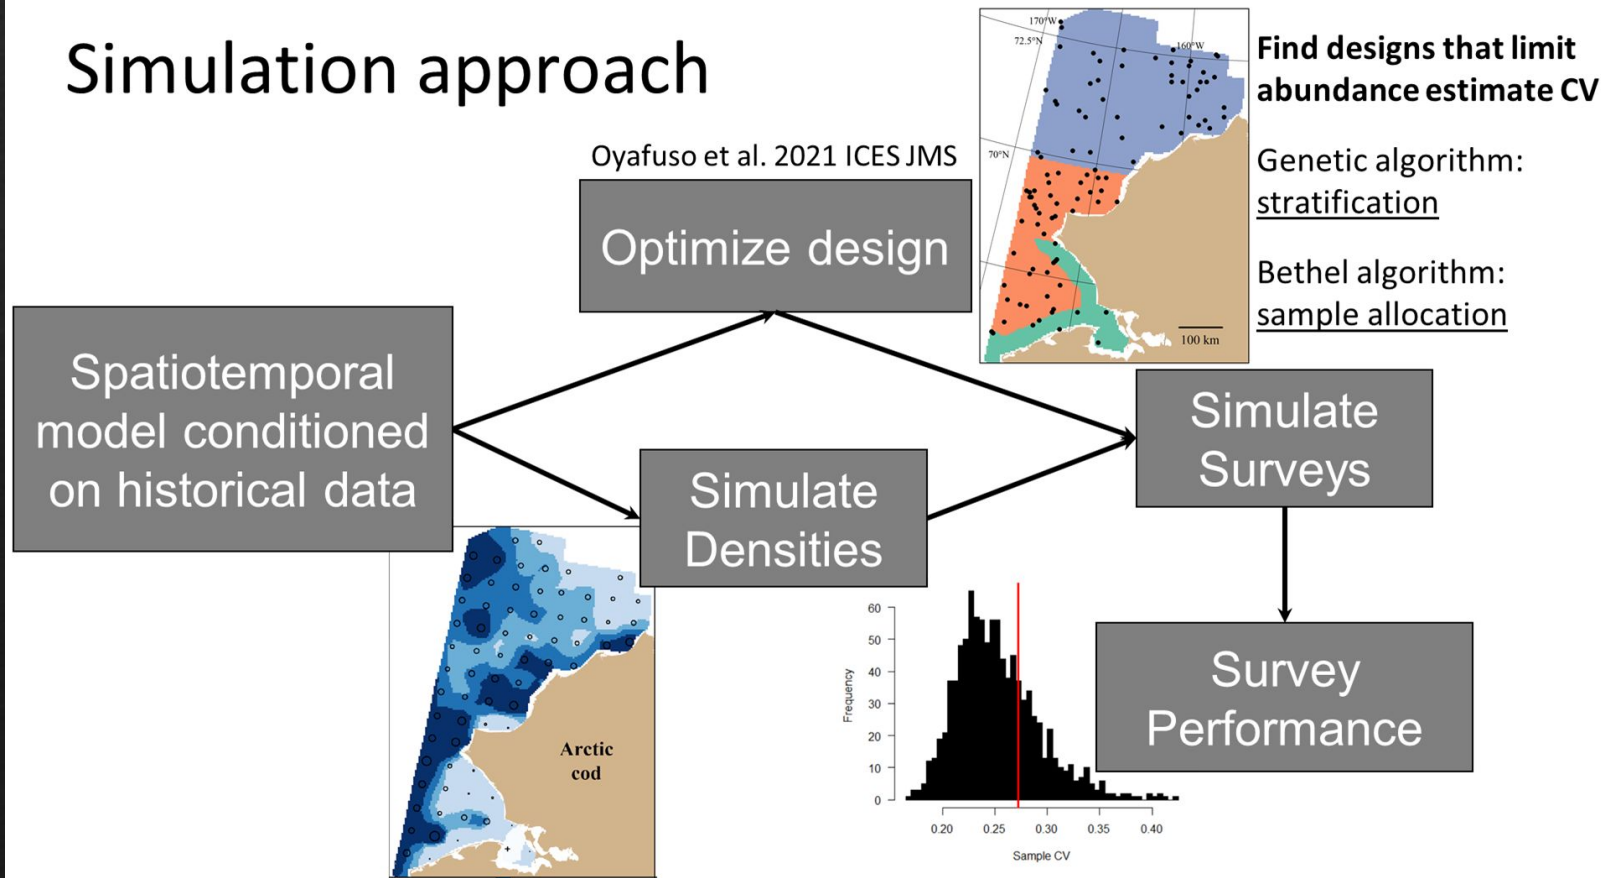 Simulation approach
Oyafuso et al. 2021 ICES JMS
Optimize design
170°W
72.5°N
160°W
70°N
100 km
Find designs that limit
abundance estimate CV
Genetic algorithm:
stratification
Bethel algorithm:
sample allocation
Spatiotemporal
model conditioned
on historical data
Simulate
Densities
Simulate
Surveys
Arctic
cod
Frequency
60
50
40
30
20
10
0
0.20
0.25
0.30
0.35
0.40
Sample CV
Survey
Performance